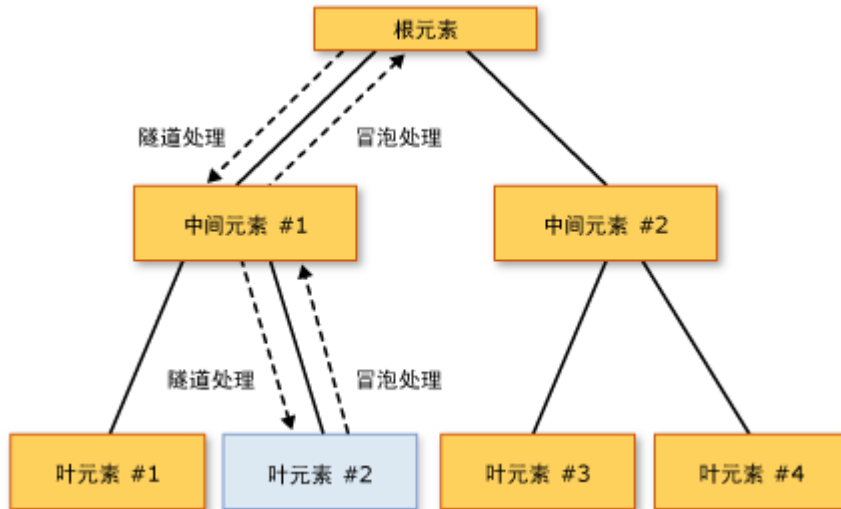 根元素
隧道处理
冒泡处理
中间元素 #1
中间元素 #2
隧道处理
冒泡处理
叶元素 #1
叶元素 #2
叶元素 #3
叶元素 #4